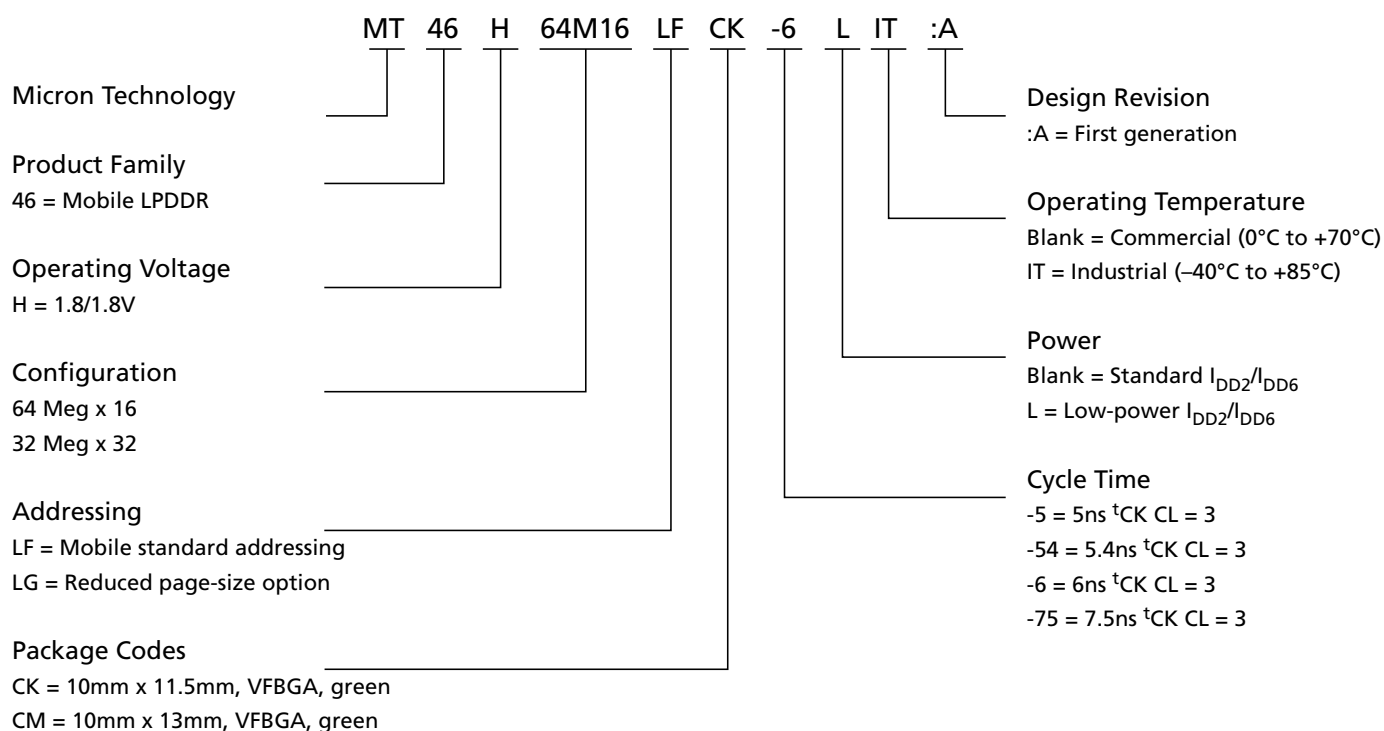 MT 46 H 64M16 LF CK -6 L IT :A
Micron Technology
Product Family
46 = Mobile LPDDR
Operating Voltage
H = 1.8/1.8V
Configuration
64 Meg x 16
32 Meg x 32
Addressing
LF = Mobile standard addressing
LG = Reduced page-size option
Package Codes
CK = 10mm x 11.5mm, VFBGA, green
CM = 10mm x 13mm, VFBGA, green
Design Revision
:A = First generation
Operating Temperature
Blank = Commercial (0°C to +70°C)
IT = Industrial (–40°C to +85°C)
Power
Blank = Standard IDD2/IDD6
L = Low-power IDD2/IDD6
Cycle Time
-5 = 5ns tCK CL = 3
-54 = 5.4ns tCK CL = 3
-6 = 6ns tCK CL = 3
-75 = 7.5ns tCK CL = 3